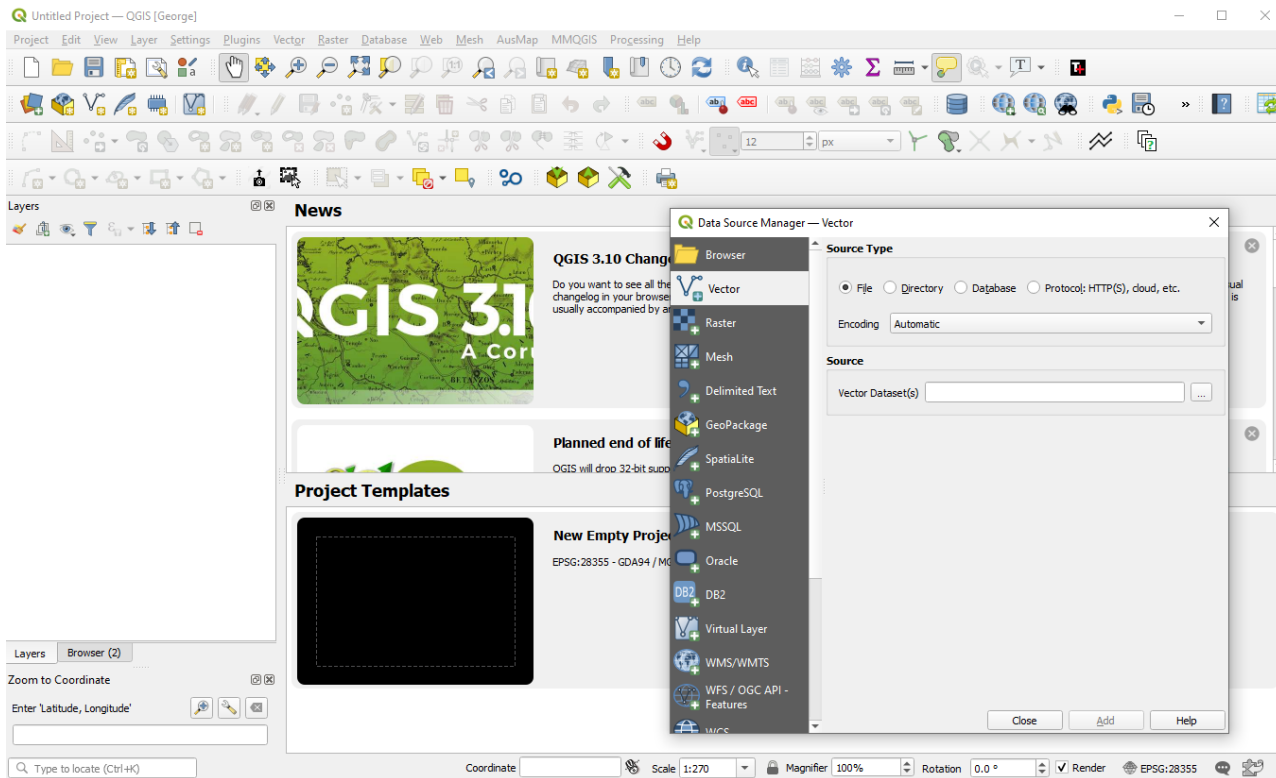 Untitled Project — QGIS [George]
Project Edit View Layer Settings Plugins Vector Raster Database Web Mesh AusMap MMQGIS Processing Help
12 px
Layers
News
QGIS 3.10 Change
Do you want to see all the
changelog in your browse
usually accompanied by a
ual
is
QGIS 3.1
A Coru
Planned end of life
QGIS will drop 32-bit supp
Project Templates
New Empty Projec
EPSG:28355 - GDA94 / MG
Data Source Manager — Vector
Browser
Vector
Raster
Mesh
Delimited Text
GeoPackage
SpatiaLite
PostgreSQL
MSSQL
Oracle
DB2
Virtual Layer
WMS/WMTS
WFS / OGC API -
Features
WCS
Source Type
File Directory Database Protocol: HTTP(S), cloud, etc.
Encoding Automatic
Source
Vector Dataset(s) ...
Close Add Help
Layers Browser (2)
Zoom to Coordinate
Enter 'Latitude, Longitude'
Type to locate (Ctrl+K) Coordinate Scale 1:270 Magnifier 100% Rotation 0.0 ° Render EPSG:28355